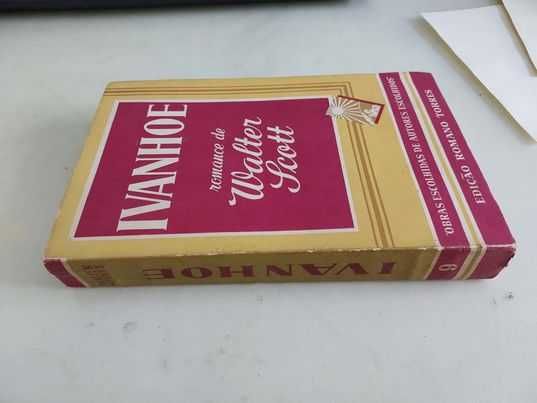 IVANHOE
romance de
Walter
Scott
OBRAS ESCOLHIDAS DE AUTORES ESCOLHIDOS
EDIÇÃO ROMANO TORRES
IVANHOE
9